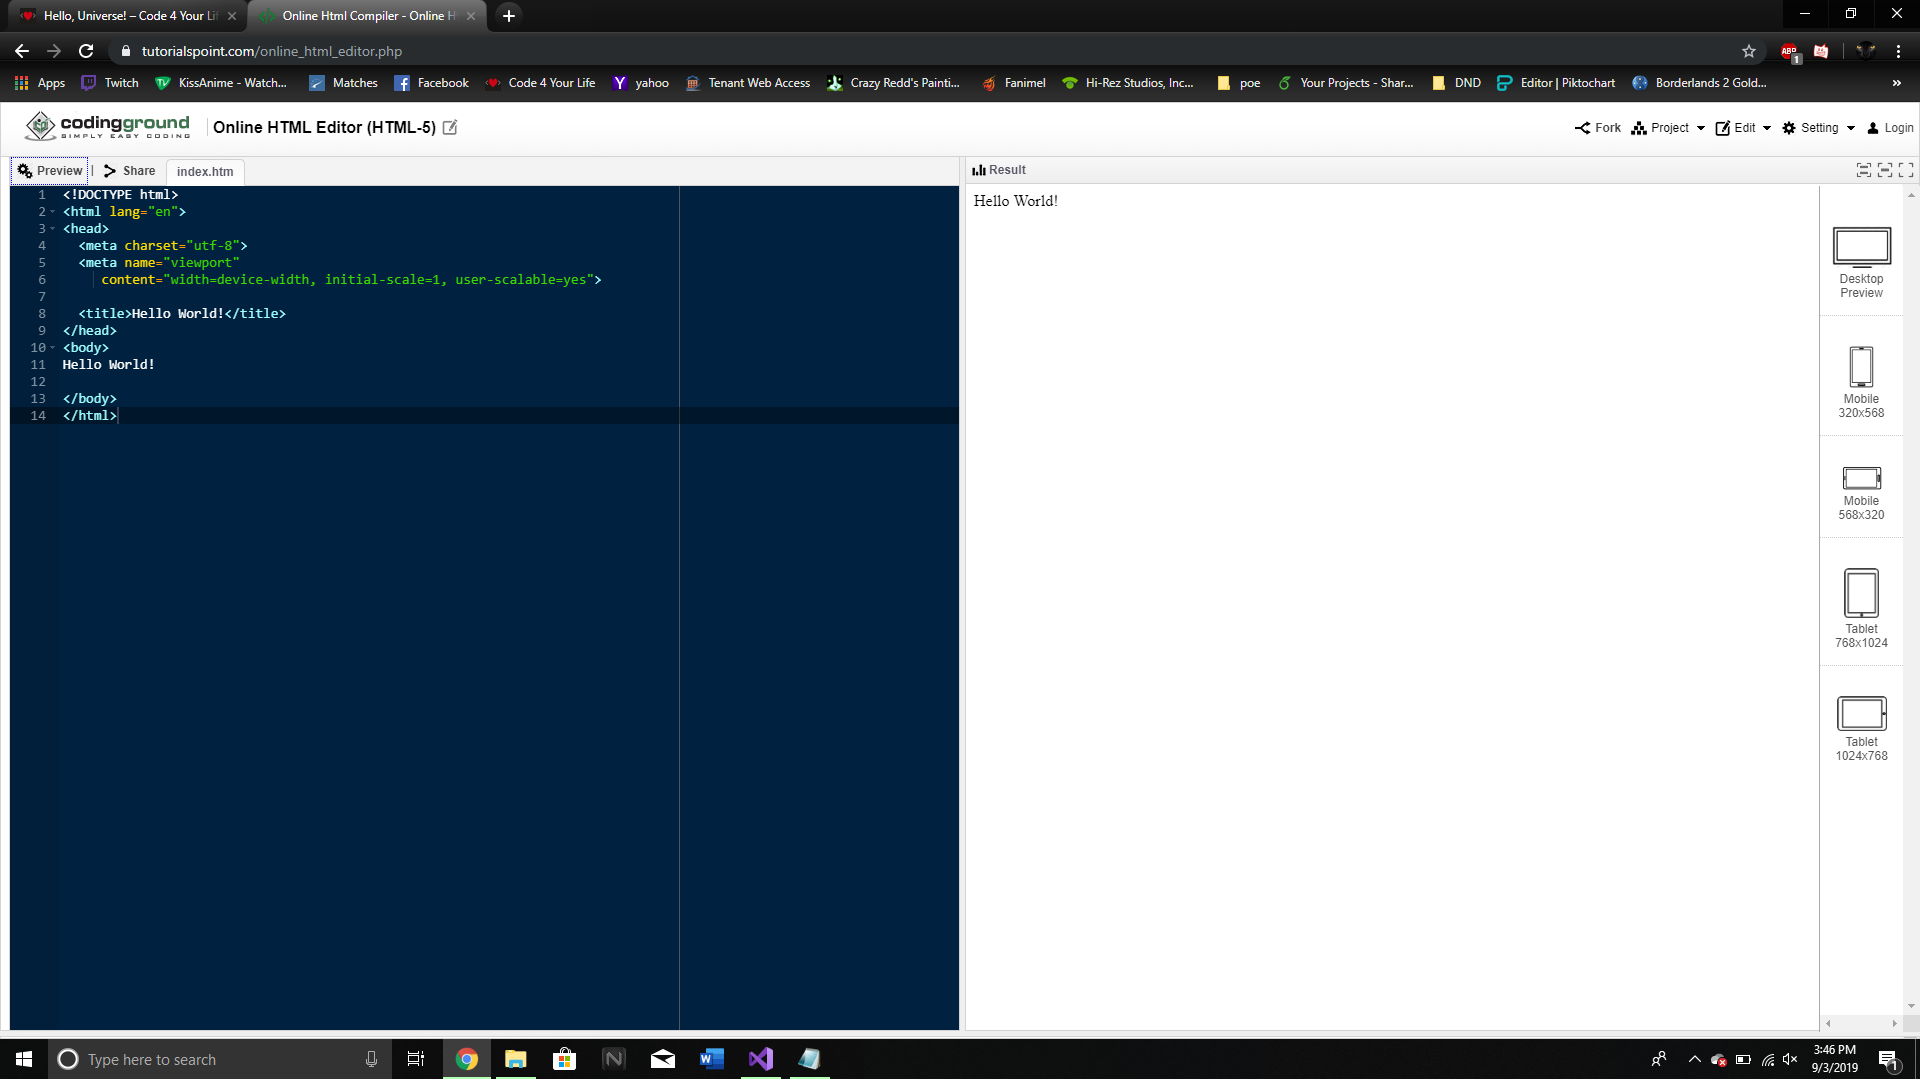 Hello, Universe! – Code 4 Your Li
Online Html Compiler - Online H
tutorialspoint.com/online_html_editor.php
ABP
1
Apps
Twitch
KissAnime - Watch...
Matches
Facebook
Code 4 Your Life
yahoo
Tenant Web Access
Crazy Redd's Painti...
Fanimel
Hi-Rez Studios, Inc...
poe
Your Projects - Shar...
DND
Editor | Piktochart
Borderlands 2 Gold...
»
codingground
SIMPLY EASY CODING
Online HTML Editor (HTML-5)
Fork
Project
Edit
Setting
Login
Preview
|
Share
index.htm
Result
1 <!DOCTYPE html>
2 <html lang="en">
3 <head>
4 <meta charset="utf-8">
5 <meta name="viewport"
6 content="width=device-width, initial-scale=1, user-scalable=yes">
7
8 <title>Hello World!</title>
9 </head>
10 <body>
11 Hello World!
12
13 </body>
14 </html>
Hello World!
Desktop
Preview
Mobile
320x568
Mobile
568x320
Tablet
768x1024
Tablet
1024x768
Type here to search
3:46 PM
9/3/2019
1